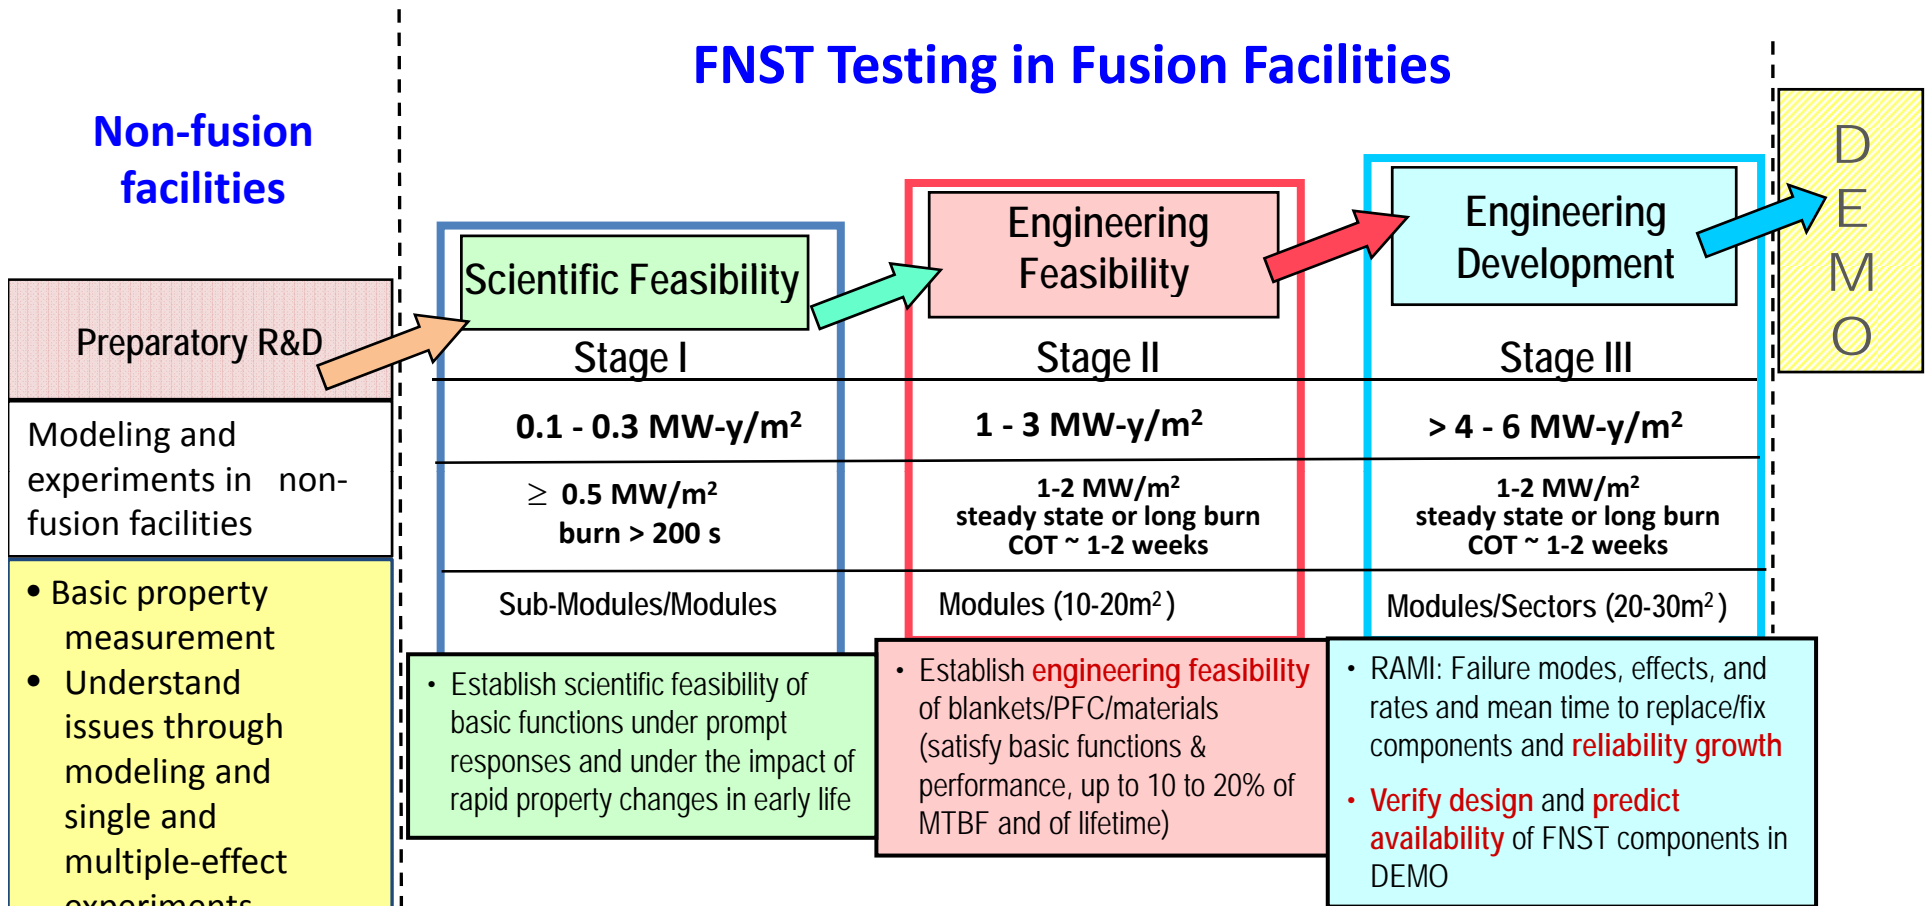 FNST Testing in Fusion Facilities
Non-fusion
facilities
Preparatory R&D
Modeling and
experiments in non-
fusion facilities
• Basic property
measurement
• Understand
issues through
modeling and
single and
multiple-effect
experiments
Scientific Feasibility
Stage I
0.1 - 0.3 MW-y/m²
≥ 0.5 MW/m²
burn > 200 s
Sub-Modules/Modules
• Establish scientific feasibility of
basic functions under prompt
responses and under the impact of
rapid property changes in early life
Engineering
Feasibility
Stage II
1 - 3 MW-y/m²
1-2 MW/m²
steady state or long burn
COT ~ 1-2 weeks
Modules (10-20m²)
• Establish engineering feasibility
of blankets/PFC/materials
(satisfy basic functions &
performance, up to 10 to 20% of
MTBF and of lifetime)
Engineering
Development
Stage III
> 4 - 6 MW-y/m²
1-2 MW/m²
steady state or long burn
COT ~ 1-2 weeks
Modules/Sectors (20-30m²)
• RAMI: Failure modes, effects, and
rates and mean time to replace/fix
components and reliability growth
• Verify design and predict
availability of FNST components in
DEMO
D
E
M
O